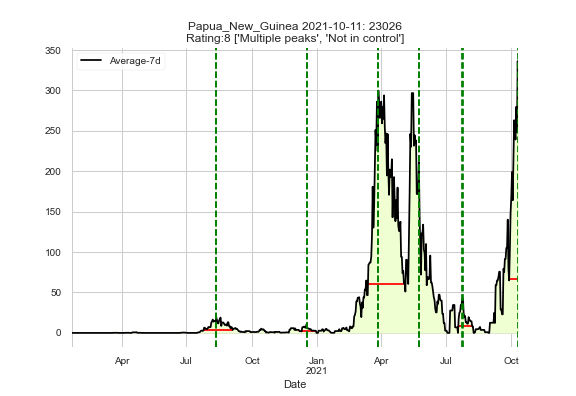 Papua_New_Guinea 2021-10-11: 23026
Rating:8 ['Multiple peaks', 'Not in control']
Average-7d
350
300
250
200
150
100
50
0
Apr
Jul
Oct
Jan
2021
Apr
Jul
Oct
Date